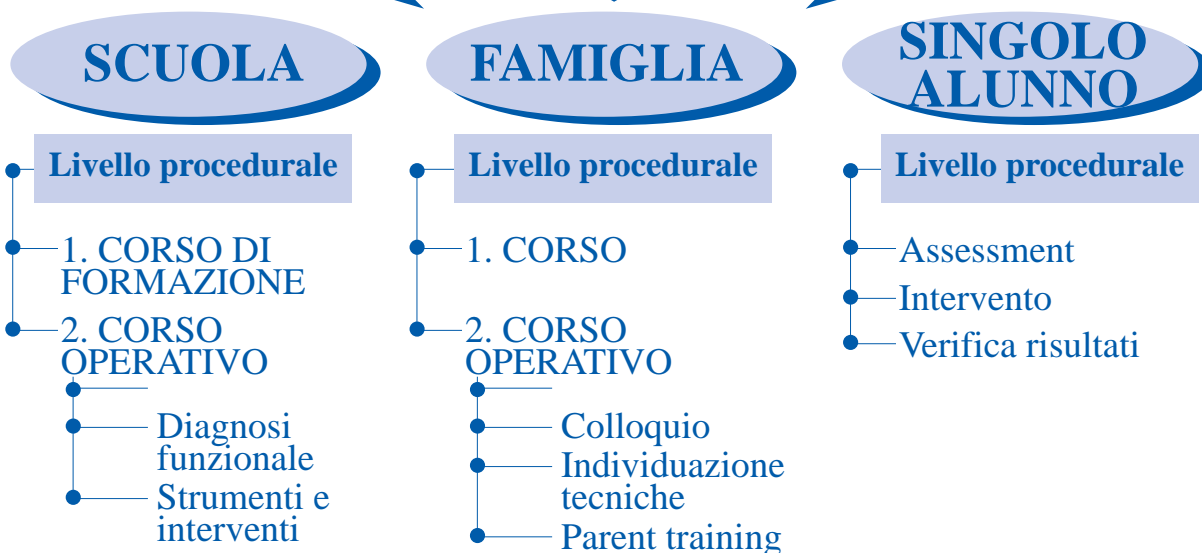 SCUOLA
Livello procedurale
1. CORSO DI
FORMAZIONE
2. CORSO
OPERATIVO
Diagnosi
funzionale
Strumenti e
interventi
FAMIGLIA
Livello procedurale
1. CORSO
2. CORSO
OPERATIVO
Colloquio
Individuazione
tecniche
Parent training
SINGOLO
ALUNNO
Livello procedurale
Assessment
Intervento
Verifica risultati